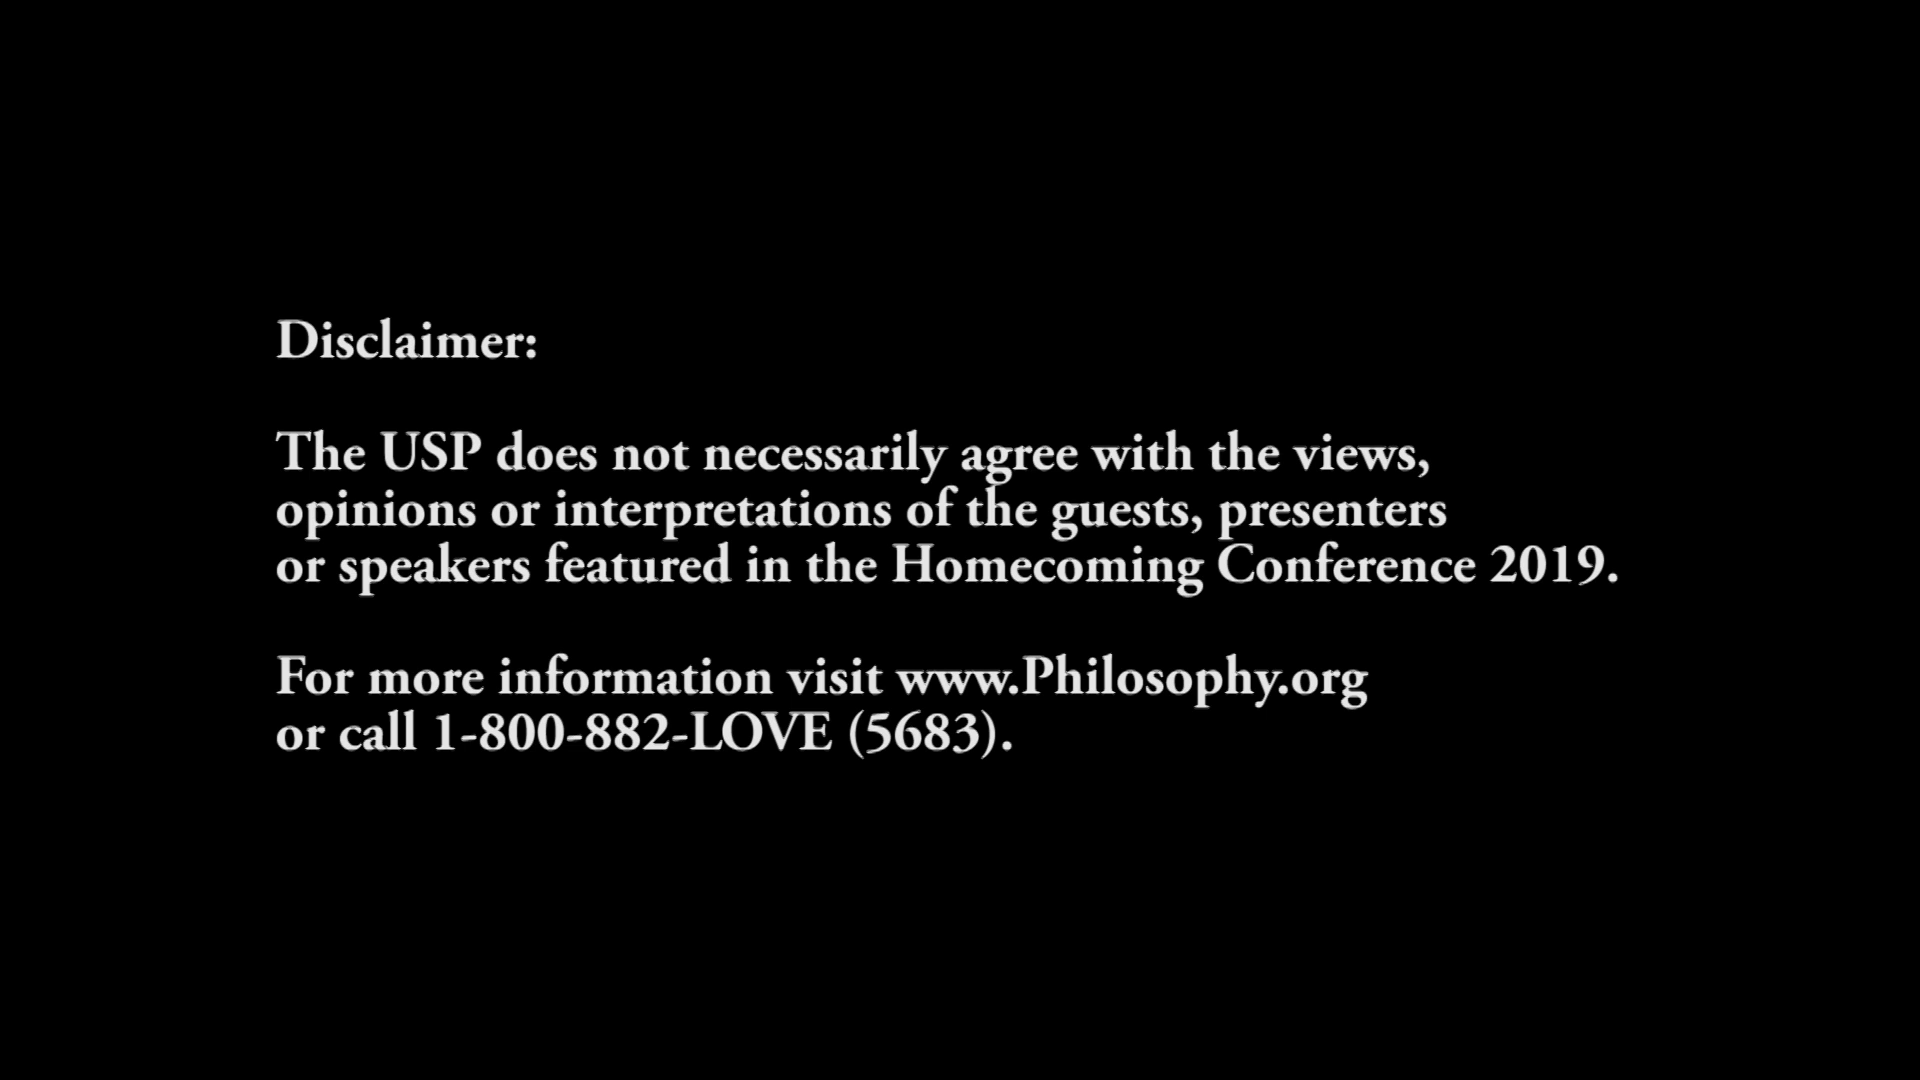 Disclaimer:
The USP does not necessarily agree with the views,
opinions or interpretations of the guests, presenters
or speakers featured in the Homecoming Conference 2019.
For more information visit www.Philosophy.org
or call 1-800-882-LOVE (5683).